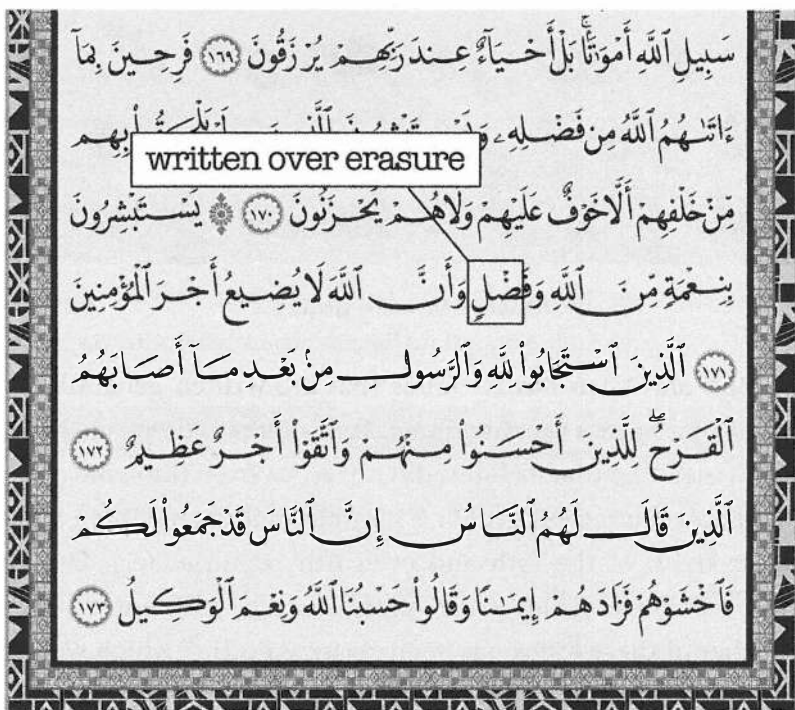 سَبِيلِ ٱللَّهِ أَمْوَٰتًۢا بَلْ أَحْيَآءٌ عِندَ رَبِّهِمْ يُرْزَقُونَ ١٦٩ فَرِحِينَ بِمَآ
ءَاتَىٰهُمُ ٱللَّهُ مِن فَضْلِهِۦ بِهِم
written over erasure
مِّنْ خَلْفِهِمْ أَلَّا خَوْفٌ عَلَيْهِمْ وَلَا هُمْ يَحْزَنُونَ ١٧٠ ۞ يَسْتَبْشِرُونَ
بِنِعْمَةٍ مِّنَ ٱللَّهِ وَفَضْلٍ وَأَنَّ ٱللَّهَ لَا يُضِيعُ أَجْرَ ٱلْمُؤْمِنِينَ
١٧١ ٱلَّذِينَ ٱسْتَجَابُوا۟ لِلَّهِ وَٱلرَّسُولِ مِنۢ بَعْدِ مَآ أَصَابَهُمُ
ٱلْقَرْحُ ۚ لِلَّذِينَ أَحْسَنُوا۟ مِنْهُمْ وَٱتَّقَوْا۟ أَجْرٌ عَظِيمٌ ١٧٢
ٱلَّذِينَ قَالَ لَهُمُ ٱلنَّاسُ إِنَّ ٱلنَّاسَ قَدْ جَمَعُوا۟ لَكُمْ
فَٱخْشَوْهُمْ فَزَادَهُمْ إِيمَٰنًا وَقَالُوا۟ حَسْبُنَا ٱللَّهُ وَنِعْمَ ٱلْوَكِيلُ ١٧٣